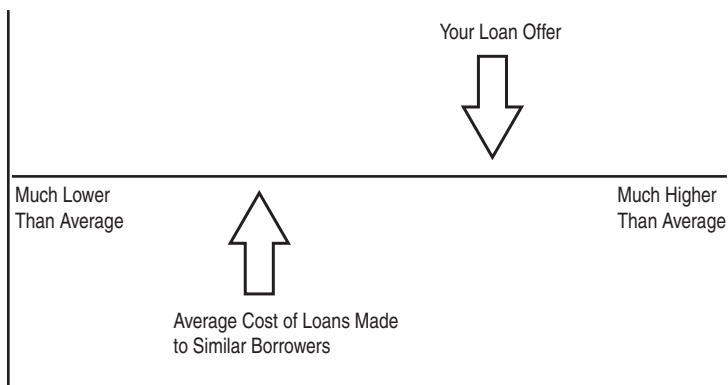 Your Loan Offer
Much Lower
Than Average
Much Higher
Than Average
Average Cost of Loans Made
to Similar Borrowers